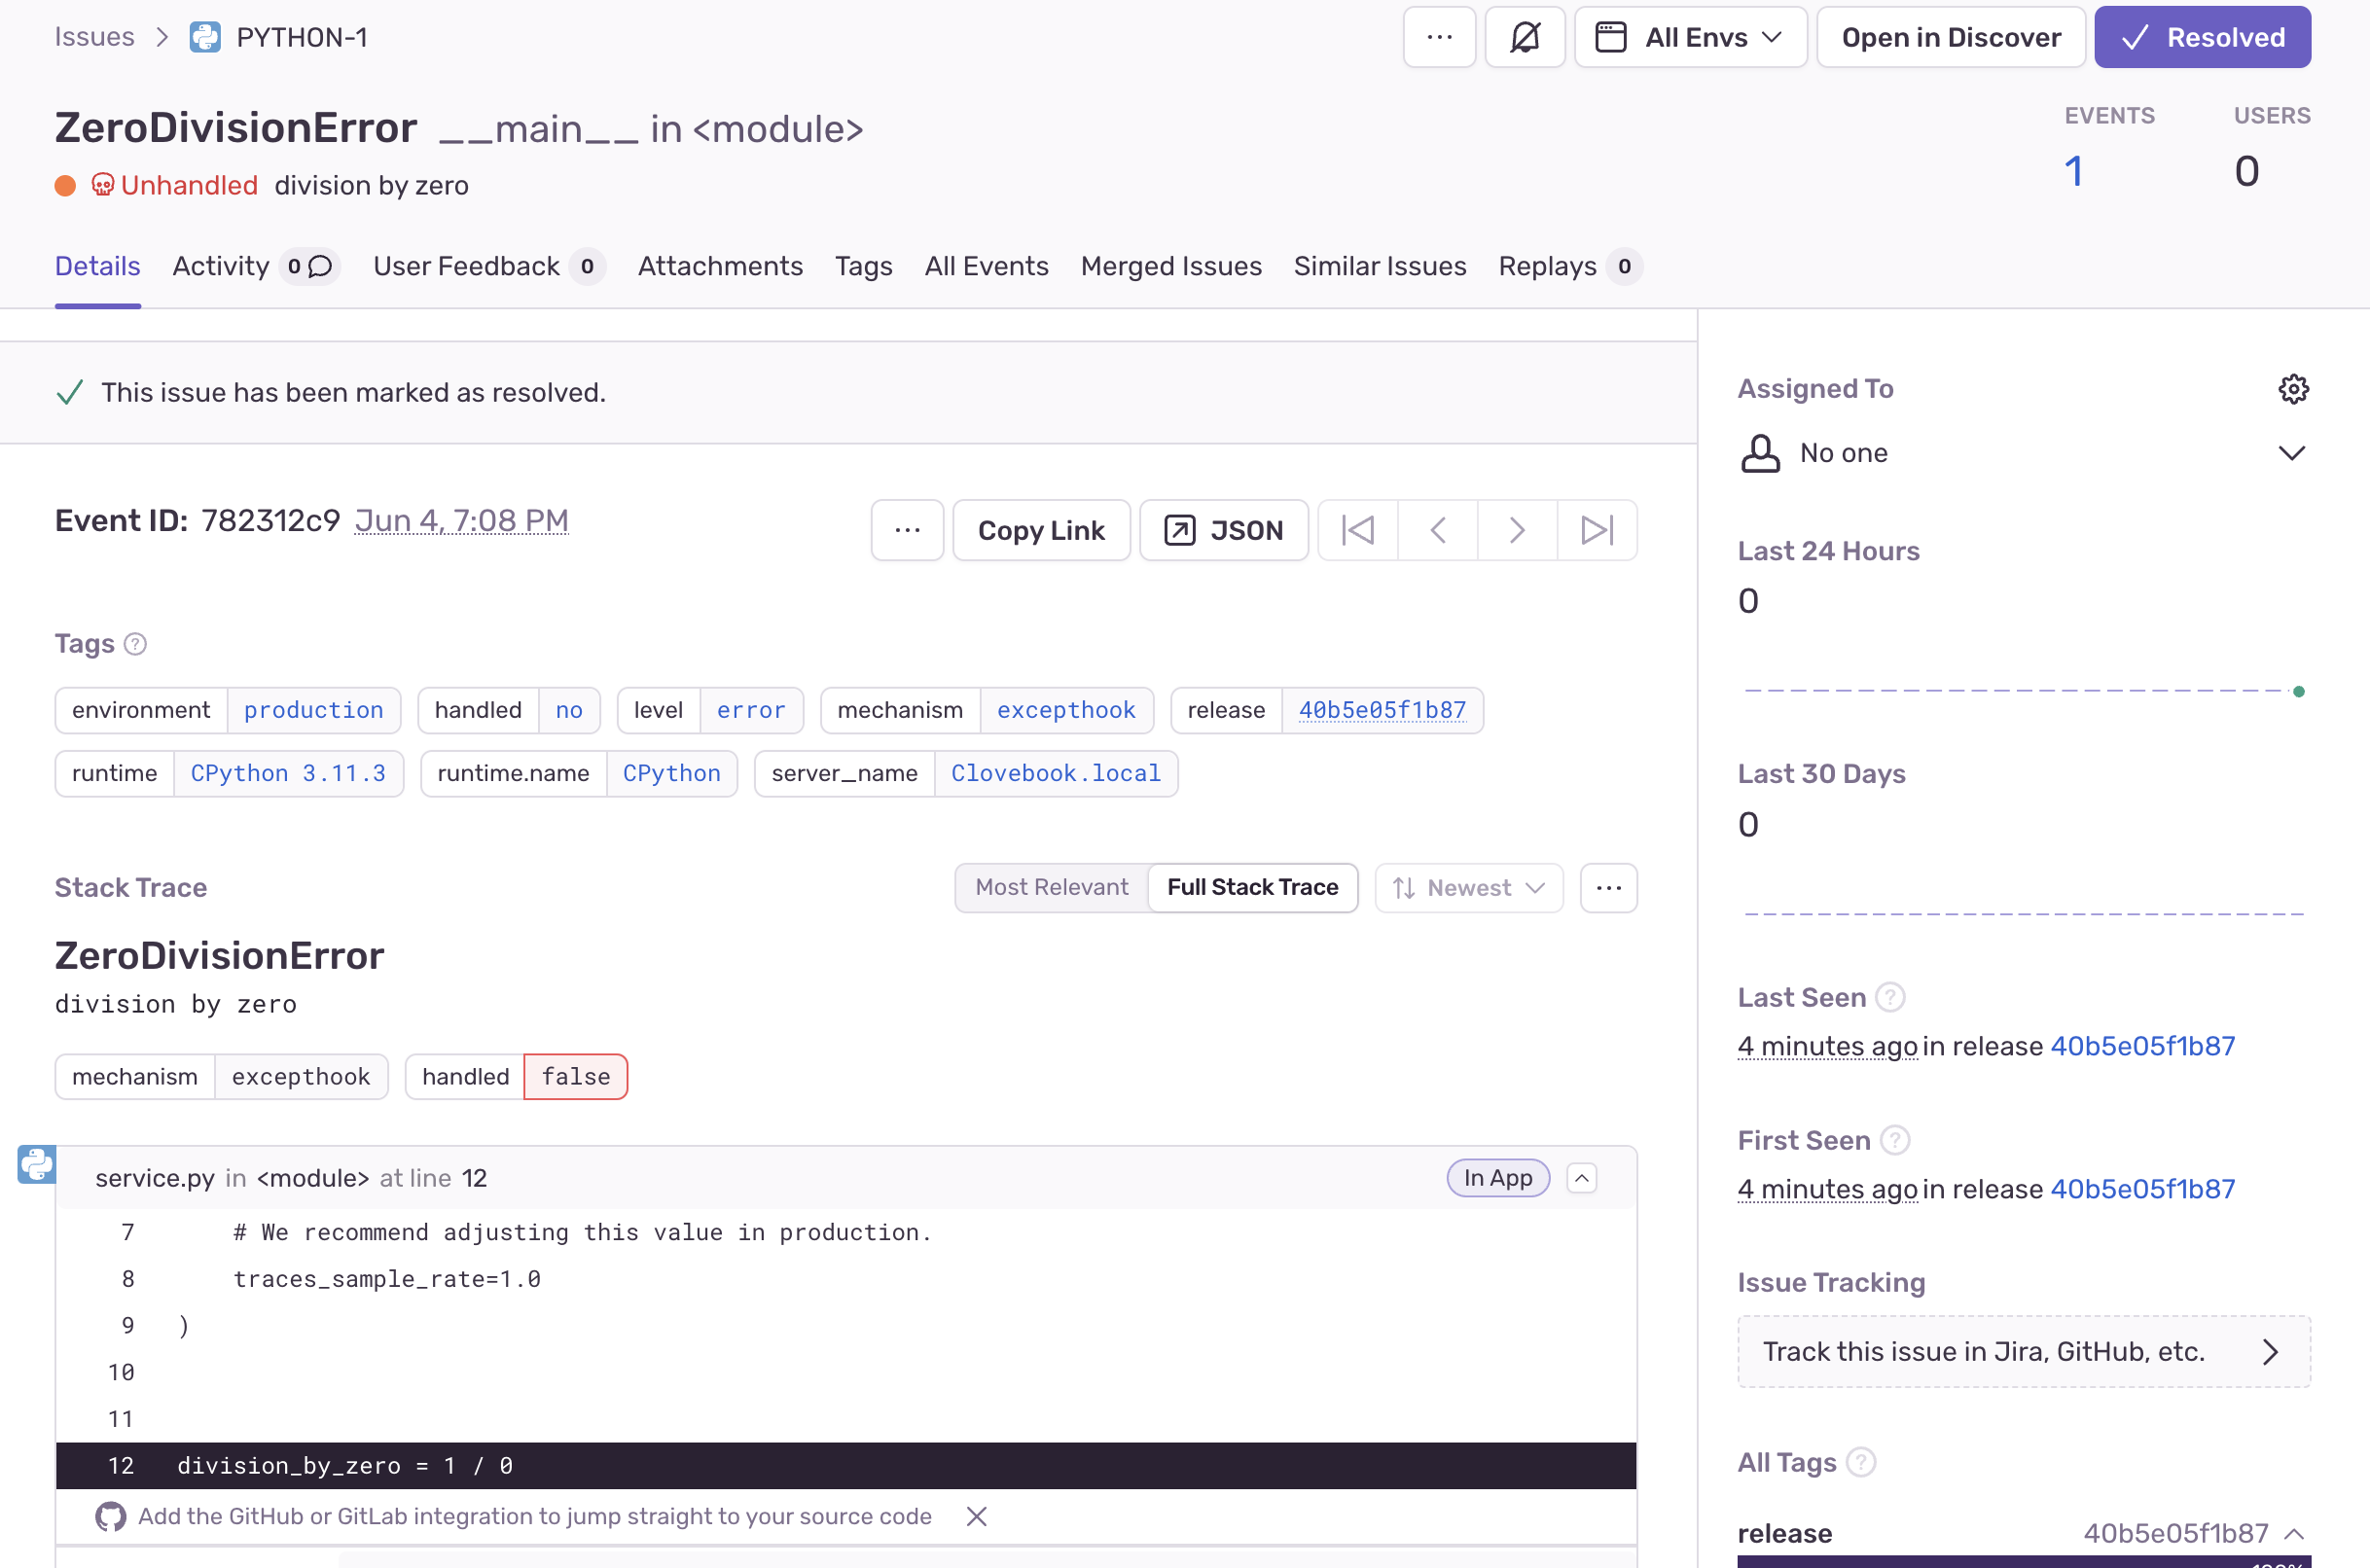 Issues > PYTHON-1
All Envs
Open in Discover
Resolved
ZeroDivisionError __main__ in <module>
EVENTS
USERS
1
0
Unhandled division by zero
Details
Activity 0
User Feedback 0
Attachments
Tags
All Events
Merged Issues
Similar Issues
Replays 0
This issue has been marked as resolved.
Event ID: 782312c9 Jun 4, 7:08 PM
...
Copy Link
JSON
Tags ?
environment production
handled no
level error
mechanism excepthook
release 40b5e05f1b87
runtime CPython 3.11.3
runtime.name CPython
server_name Clovebook.local
Stack Trace
Most Relevant
Full Stack Trace
Newest
...
ZeroDivisionError
division by zero
mechanism excepthook
handled false
service.py in <module> at line 12
In App
7 # We recommend adjusting this value in production.
8 traces_sample_rate=1.0
9 )
10
11
12 division_by_zero = 1 / 0
Add the GitHub or GitLab integration to jump straight to your source code
Assigned To
No one
Last 24 Hours
0
Last 30 Days
0
Last Seen ?
4 minutes ago in release 40b5e05f1b87
First Seen ?
4 minutes ago in release 40b5e05f1b87
Issue Tracking
Track this issue in Jira, GitHub, etc.
All Tags ?
release 40b5e05f1b87